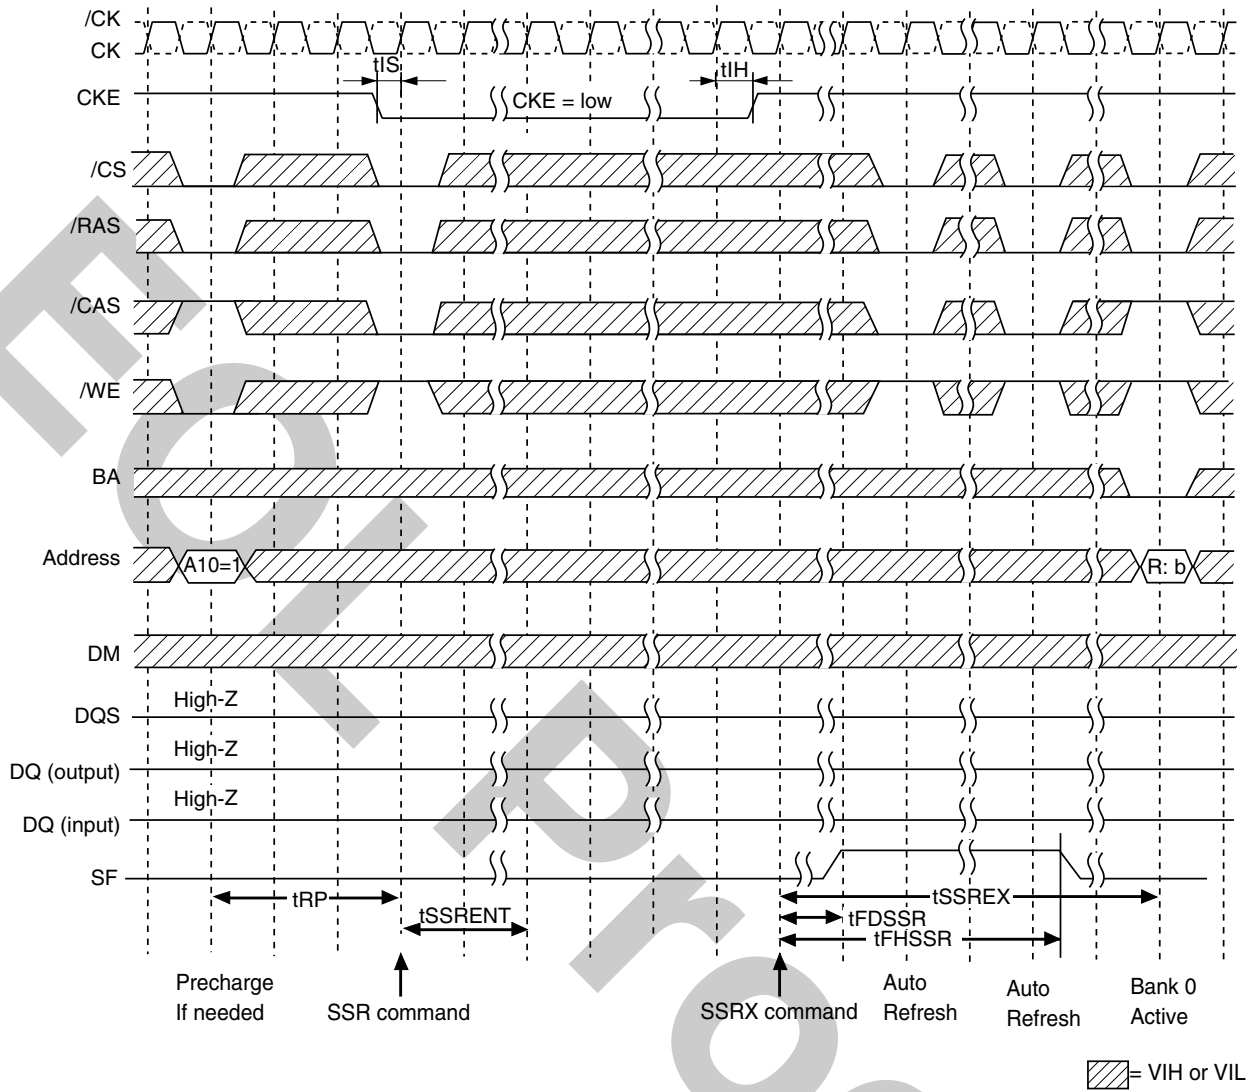 /CK
CK
tIS
tIH
CKE
CKE = low
/CS
/RAS
/CAS
/WE
BA
Address
A10=1
R: b
DM
High-Z
DQS
High-Z
DQ (output)
High-Z
DQ (input)
SF
tRP
tSSREX
tSSRENT
tFDSSR
tFHSSR
Precharge
If needed
SSR command
SSRX command
Auto
Refresh
Auto
Refresh
Bank 0
Active
= VIH or VIL